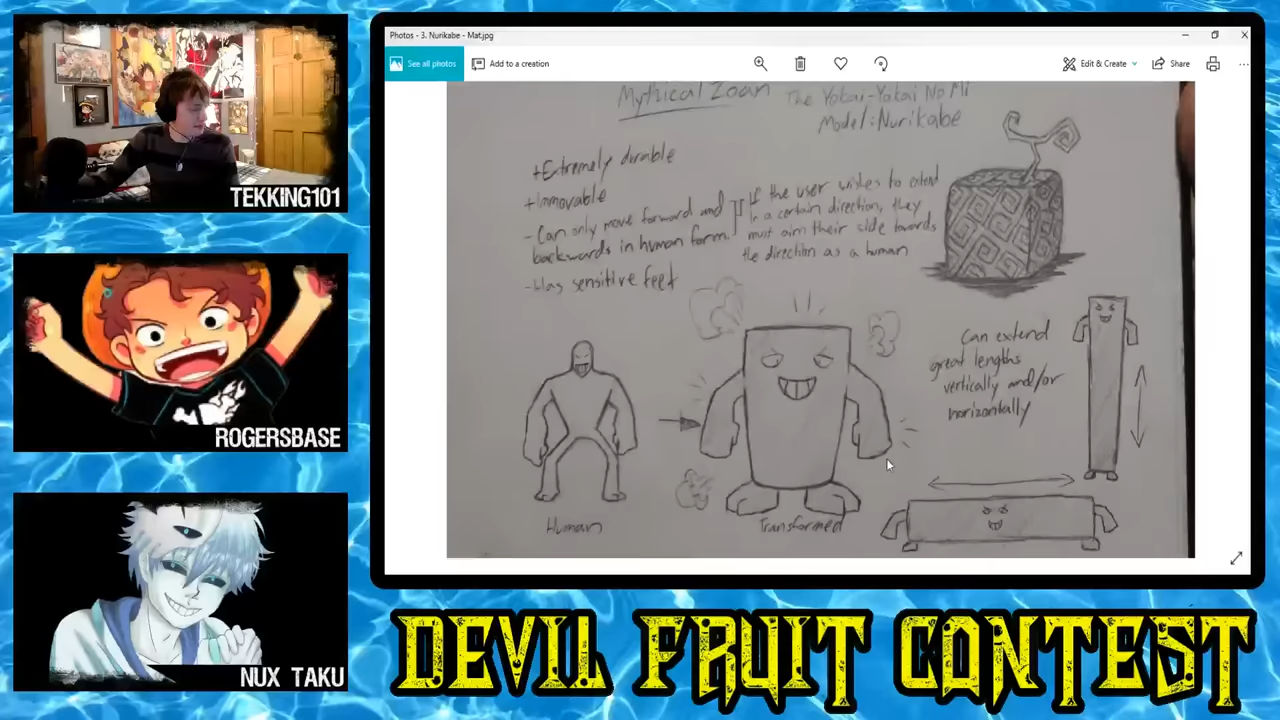 TEKKING101
ROGERSBASE
NUX TAKU
Photos - 3. Nurikabe - Mat.jpg
See all photos
Add to a creation
Edit & Create
Share
Mythical Zoan
The Yokai-Yokai No Mi
Model: Nurikabe
+Extremely durable
+Immovable
-Can only move forward and
backwards in human form.
-Has sensitive feet
If the user wishes to extend
in a certain direction, they
must aim their side towards
the direction as a human
Can extend
great lengths
vertically and/or
horizontally
Human
Transformed
DEVIL FRUIT CONTEST